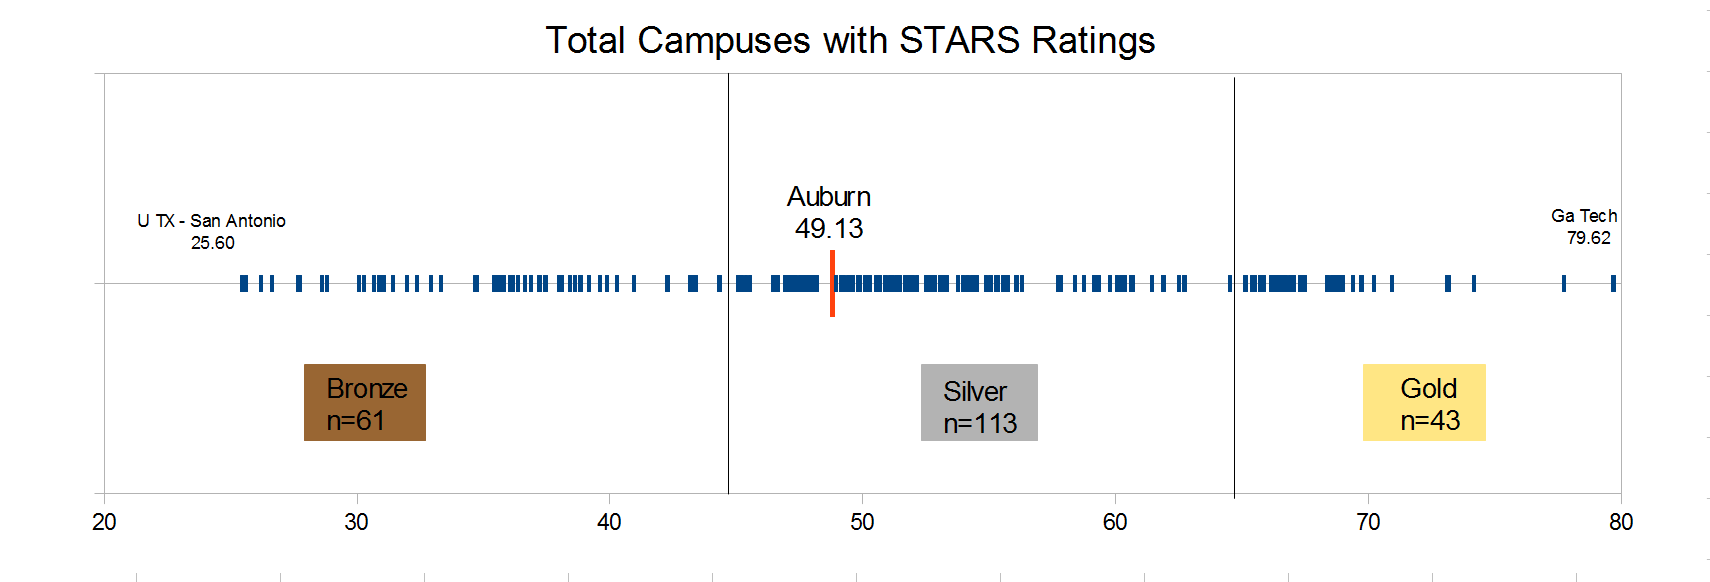 Total Campuses with STARS Ratings
Auburn
49.13
U TX - San Antonio
25.60
Ga Tech
79.62
Bronze
n=61
Silver
n=113
Gold
n=43
20 30 40 50 60 70 80